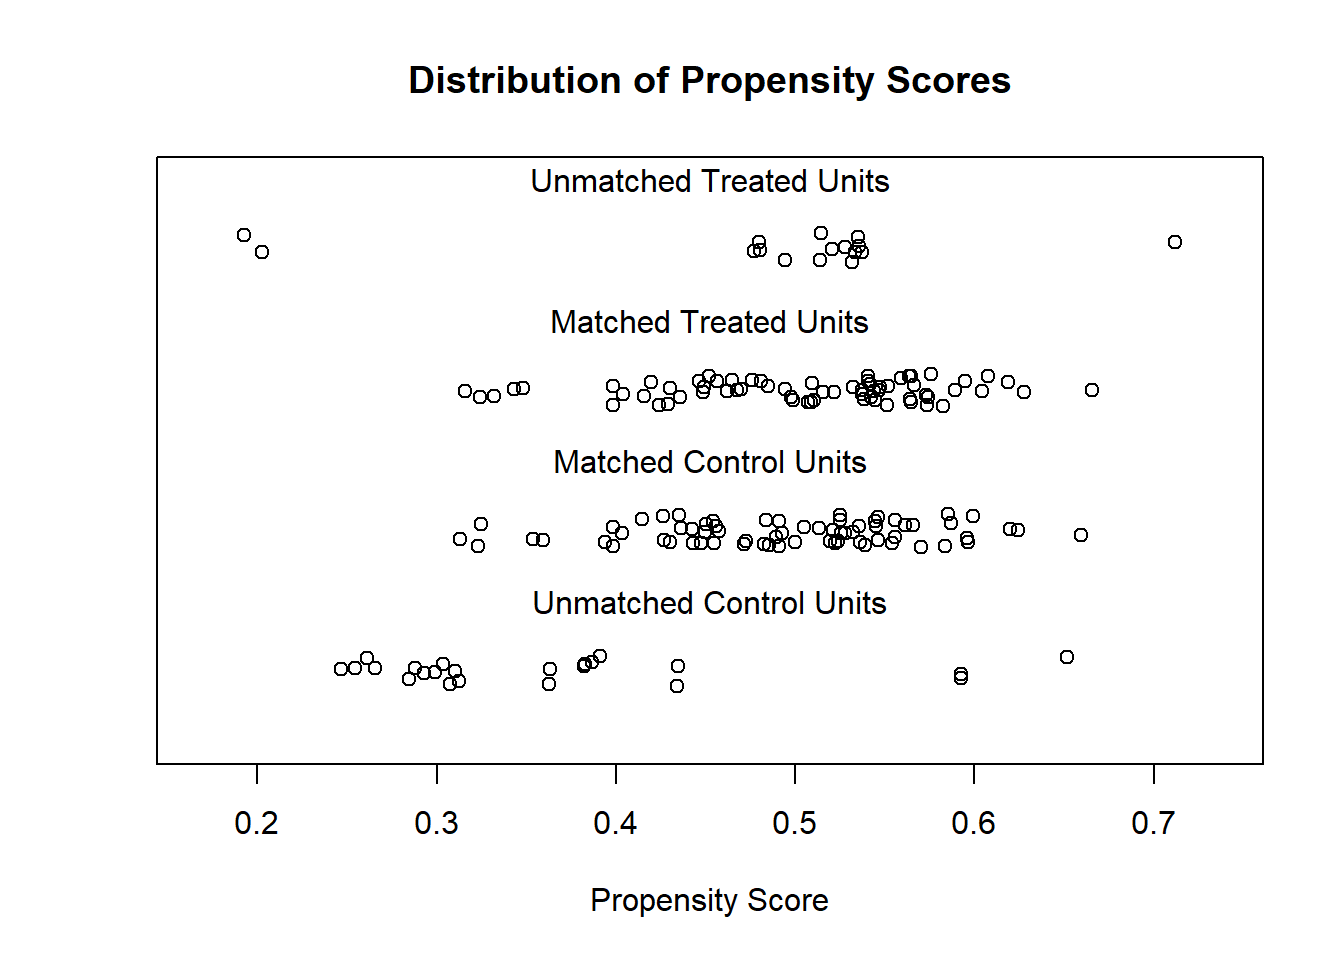 Distribution of Propensity Scores
Unmatched Treated Units
Matched Treated Units
Matched Control Units
Unmatched Control Units
0.2 0.3 0.4 0.5 0.6 0.7
Propensity Score